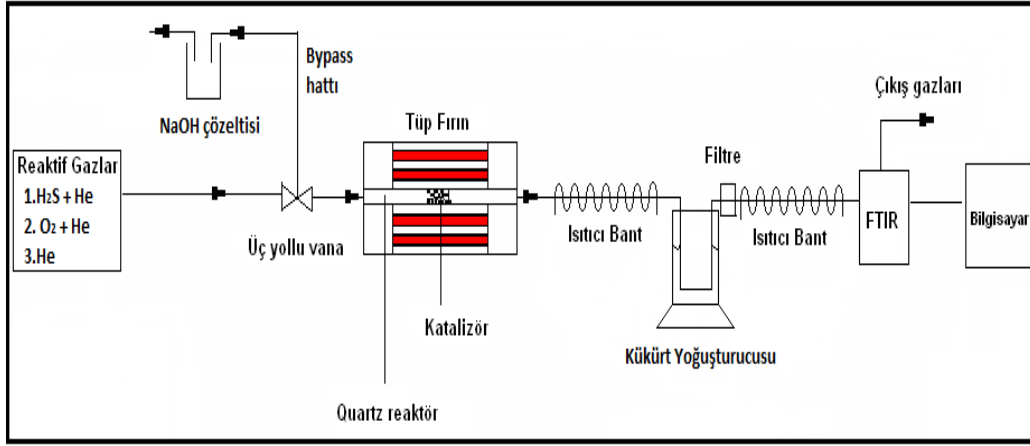 Bypass
hattı
NaOH çözeltisi
Çıkış gazları
Tüp Fırın
Filtre
Reaktif Gazlar
1.H2S + He
2. O2 + He
3.He
Üç yollu vana
Isıtıcı Bant
Isıtıcı Bant
FTIR
Bilgisayar
Katalizör
Kükürt Yoğuşturucusu
Quartz reaktör